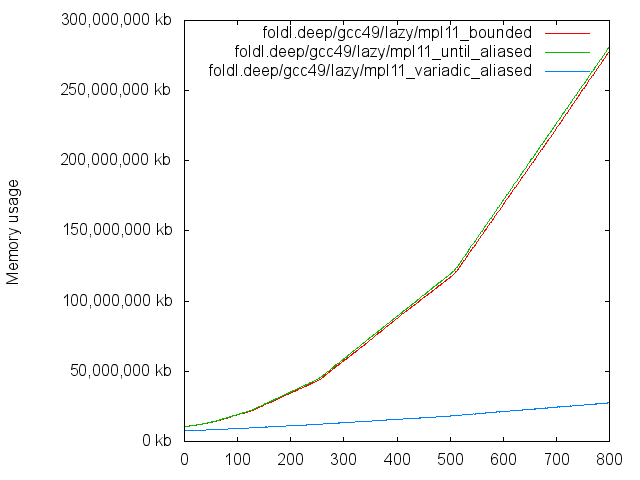 300,000,000 kb
250,000,000 kb
200,000,000 kb
150,000,000 kb
100,000,000 kb
50,000,000 kb
0 kb
Memory usage
foldl.deep/gcc49/lazy/mpl11_bounded
foldl.deep/gcc49/lazy/mpl11_until_aliased
foldl.deep/gcc49/lazy/mpl11_variadic_aliased
0 100 200 300 400 500 600 700 800